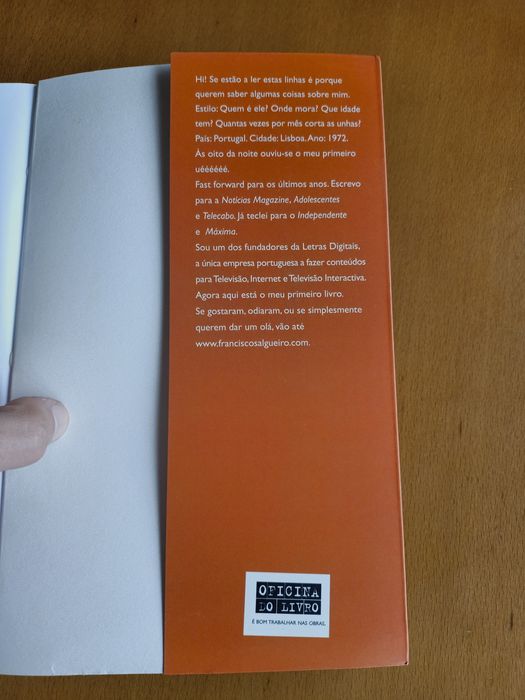 Hi! Se estão a ler estas linhas é porque
querem saber algumas coisas sobre mim.
Estilo: Quem é ele? Onde mora? Que idade
tem? Quantas vezes por mês corta as unhas?
País: Portugal. Cidade: Lisboa. Ano: 1972.
Às oito da noite ouviu-se o meu primeiro
uéééééé.
Fast forward para os últimos anos. Escrevo
para a Notícias Magazine, Adolescentes
e Telecabo. Já teclei para o Independente
e Máxima.
Sou um dos fundadores da Letras Digitais,
a única empresa portuguesa a fazer conteúdos
para Televisão, Internet e Televisão Interactiva.
Agora aqui está o meu primeiro livro.
Se gostaram, odiaram, ou se simplesmente
querem dar um olá, vão até
www.franciscosalgueiro.com.
OFICINA
DO LIVRO
É BOM TRABALHAR NAS OBRAS.